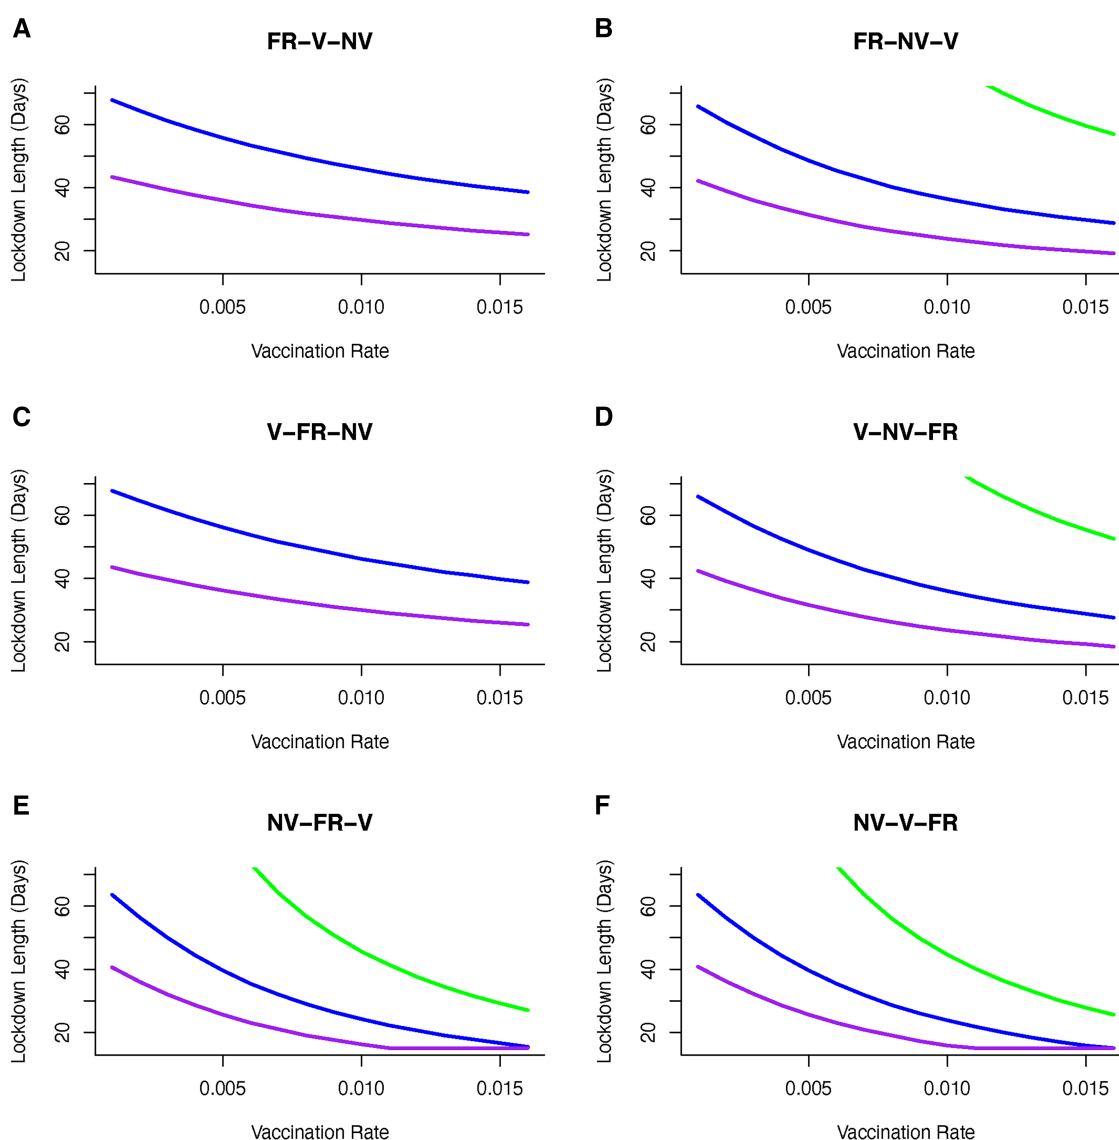 A
FR–V–NV
Lockdown Length (Days)
60
40
20
0.005
0.010
0.015
Vaccination Rate
B
FR–NV–V
Lockdown Length (Days)
60
40
20
0.005
0.010
0.015
Vaccination Rate
C
V–FR–NV
Lockdown Length (Days)
60
40
20
0.005
0.010
0.015
Vaccination Rate
D
V–NV–FR
Lockdown Length (Days)
60
40
20
0.005
0.010
0.015
Vaccination Rate
E
NV–FR–V
Lockdown Length (Days)
60
40
20
0.005
0.010
0.015
Vaccination Rate
F
NV–V–FR
Lockdown Length (Days)
60
40
20
0.005
0.010
0.015
Vaccination Rate